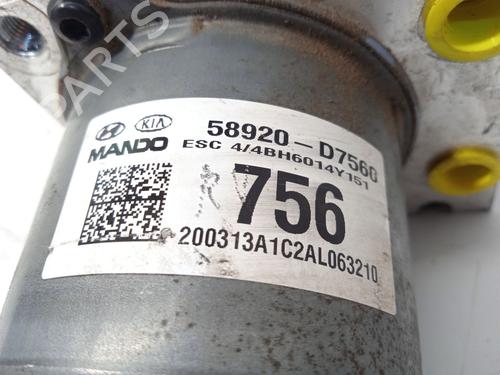 PARTS
KIA
58920-D7560
MANDO
ESC 4/4BH6014Y151
756
200313A1C2AL063210